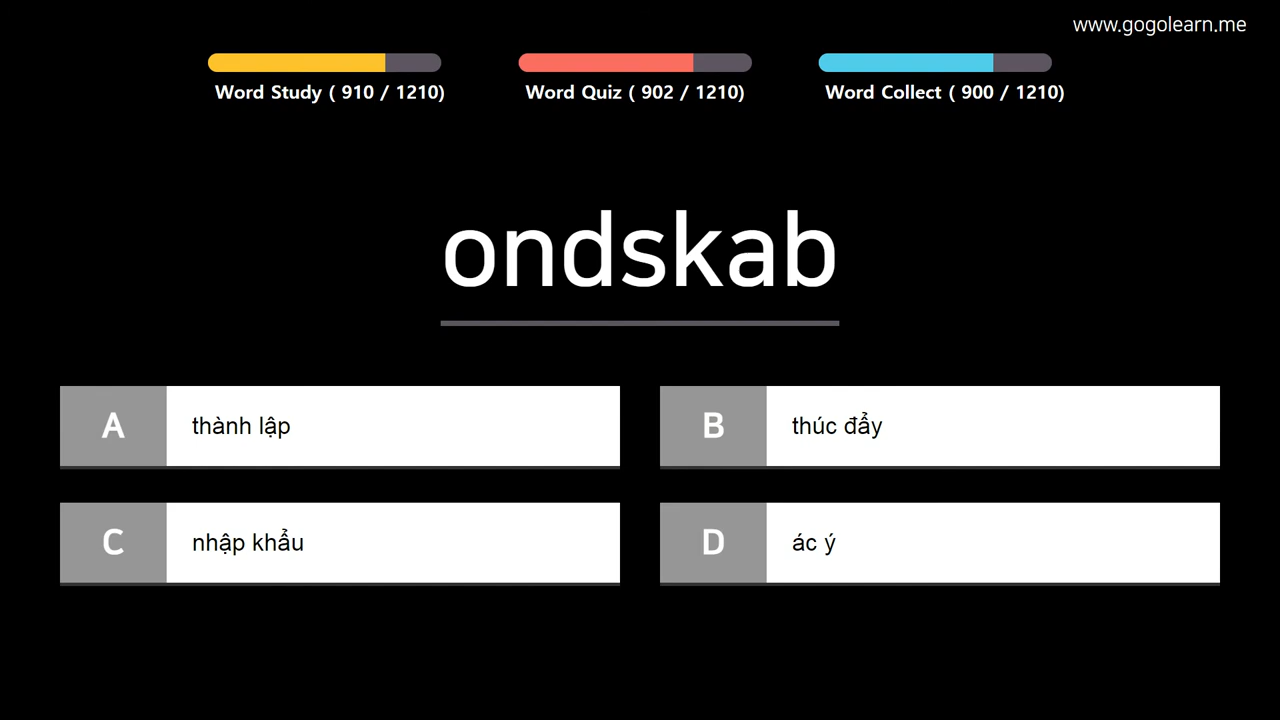 www.gogolearn.me
Word Study ( 910 / 1210)
Word Quiz ( 902 / 1210)
Word Collect ( 900 / 1210)
ondskab
A thành lập
B thúc đẩy
C nhập khẩu
D ác ý